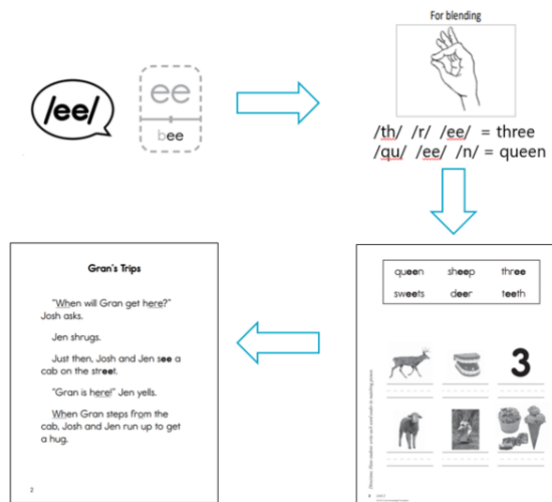 For blending
/ee/
ee
bee
/th/ /r/ /ee/ = three
/qu/ /ee/ /n/ = queen
queen sheep three
sweets deer teeth
3
Gran's Trips
"When will Gran get here?"
Josh asks.
Jen shrugs.
Just then, Josh and Jen see a
cab on the street.
"Gran is here!" Jen yells.
When Gran steps from the
cab, Josh and Jen run up to get
a hug.
2